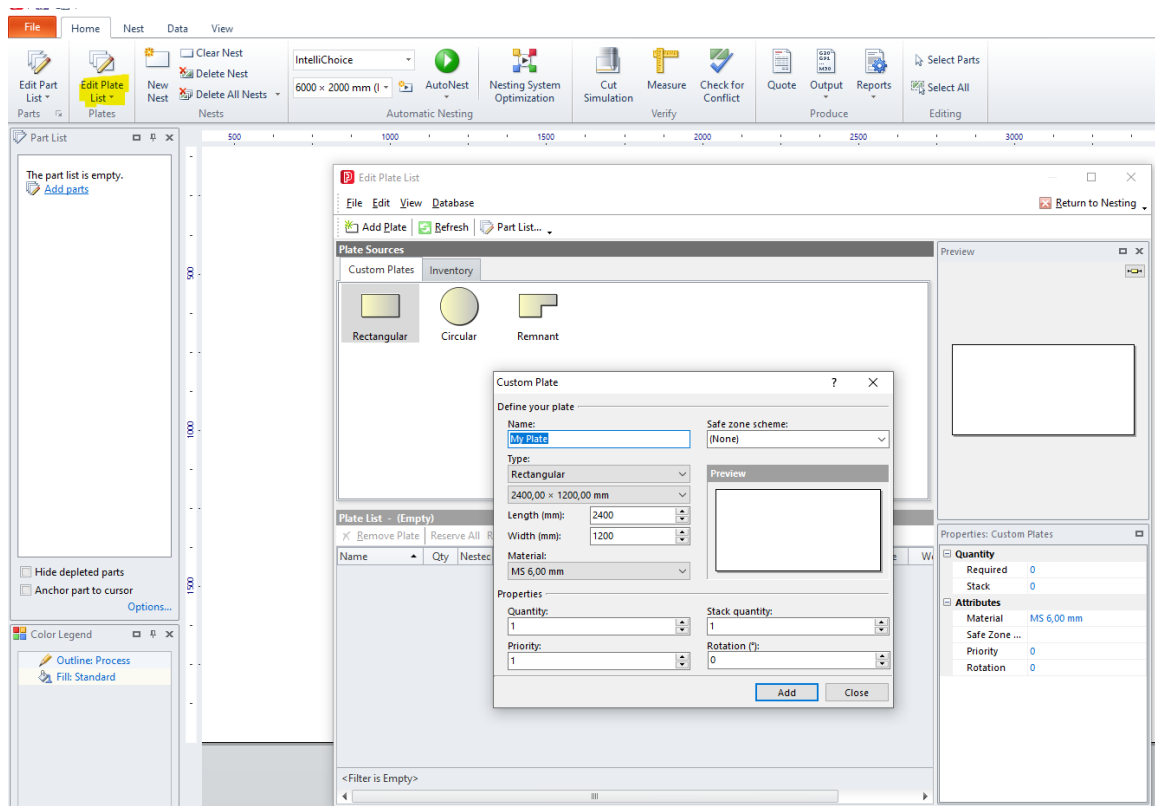 File Home Nest Data View
Edit Part List
Parts
Edit Plate List
Plates
New Nest
Clear Nest
Delete Nest
Delete All Nests
Nests
IntelliChoice
6000 × 2000 mm (I
AutoNest
Nesting System Optimization
Automatic Nesting
Cut Simulation
Measure
Check for Conflict
Verify
Quote
Output
Reports
Produce
Select Parts
Select All
Editing
Part List
500 1000 1500 2000 2500 3000
The part list is empty.
Add parts
500
1000
1500
Hide depleted parts
Anchor part to cursor
Options...
Color Legend
Outline: Process
Fill: Standard
Edit Plate List
File Edit View Database
Return to Nesting
Add Plate Refresh Part List...
Plate Sources
Custom Plates Inventory
Rectangular Circular Remnant
Preview
Custom Plate ?
Define your plate
Name:
My Plate
Type:
Rectangular
2400,00 × 1200,00 mm
Length (mm): 2400
Width (mm): 1200
Material:
MS 6,00 mm
Safe zone scheme:
(None)
Preview
Properties
Quantity:
1
Stack quantity:
1
Priority:
1
Rotation (°):
0
Add Close
Plate List - (Empty)
Remove Plate Reserve All
Name Qty
<Filter is Empty>
Properties: Custom Plates
Quantity
Required 0
Stack 0
Attributes
Material MS 6,00 mm
Safe Zone ...
Priority 0
Rotation 0